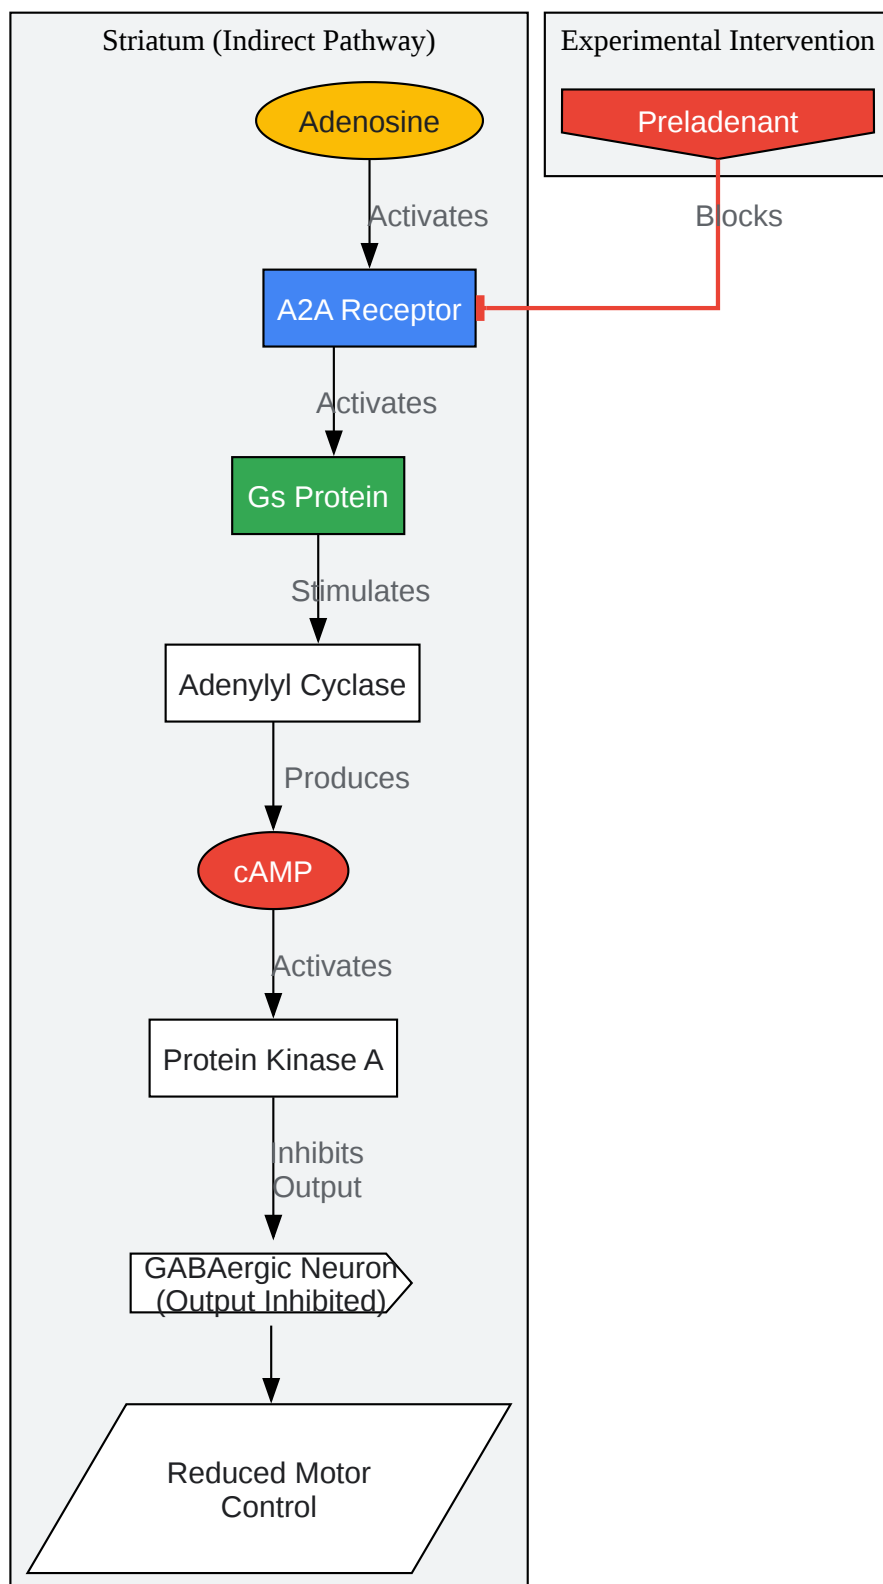 Striatum (Indirect Pathway)
Experimental Intervention
Adenosine
Preladenant
Activates
Blocks
A2A Receptor
Activates
Gs Protein
Stimulates
Adenylyl Cyclase
Produces
cAMP
Activates
Protein Kinase A
Inhibits
Output
GABAergic Neuron
(Output Inhibited)
Reduced Motor
Control